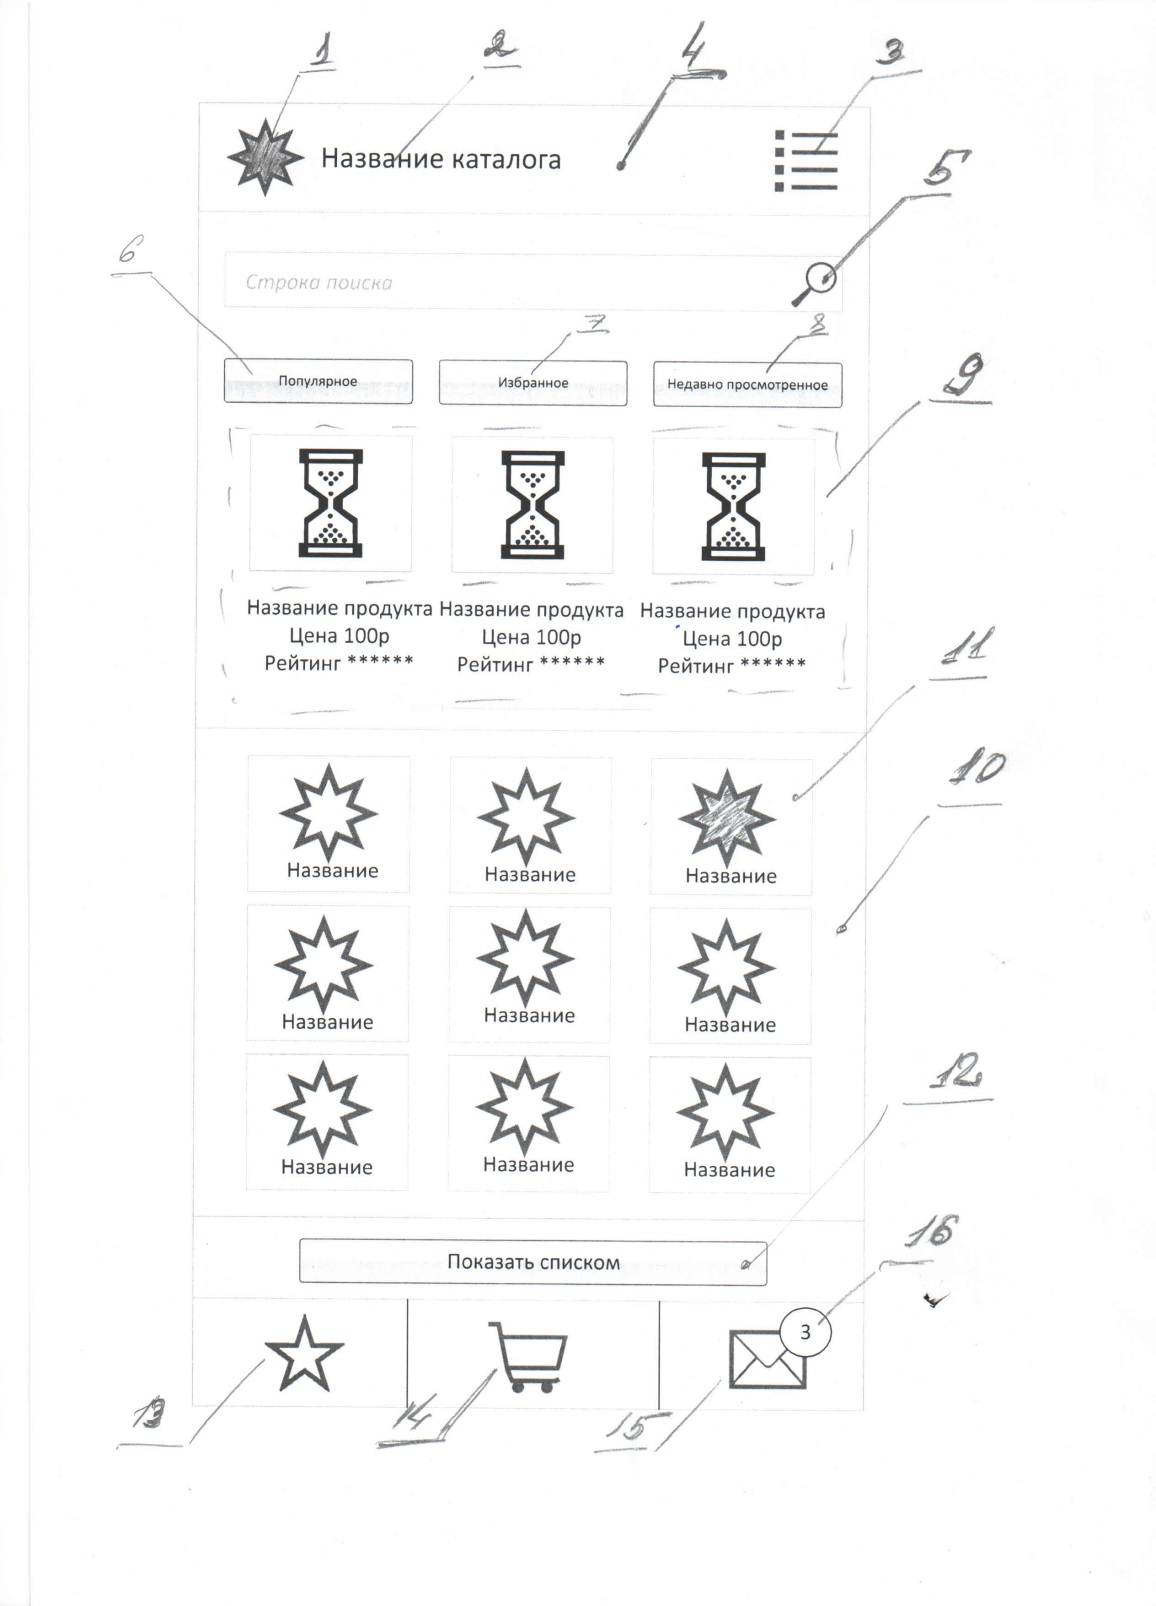 1 2 4 3
Название каталога
5
6
Строка поиска
7 8
Популярное Избранное Недавно просмотренное
9
Название продукта Название продукта Название продукта
Цена 100р Цена 100р Цена 100р
Рейтинг ****** Рейтинг ****** Рейтинг ******
11
10
Название Название Название
Название Название Название
12
Название Название Название
16
Показать списком
3
13 14 15